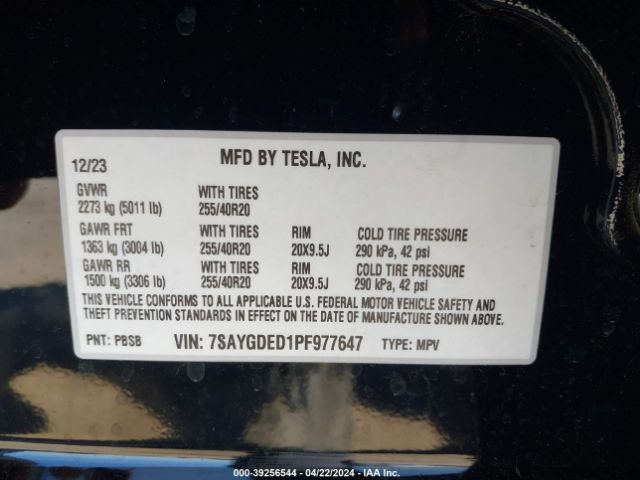 12/23 MFD BY TESLA, INC.
GVWR WITH TIRES
2273 kg (5011 lb) 255/40R20
GAWR FRT WITH TIRES RIM COLD TIRE PRESSURE
1363 kg (3004 lb) 255/40R20 20X9.5J 290 kPa, 42 psi
GAWR RR WITH TIRES RIM COLD TIRE PRESSURE
1500 kg (3306 lb) 255/40R20 20X9.5J 290 kPa, 42 psi
THIS VEHICLE CONFORMS TO ALL APPLICABLE U.S. FEDERAL MOTOR VEHICLE SAFETY AND
THEFT PREVENTION STANDARDS IN EFFECT ON THE DATE OF MANUFACTURE SHOWN ABOVE.
PNT: PBSB VIN: 7SAYGDED1PF977647 TYPE: MPV
000-39256544 - 04/22/2024 - IAA Inc.